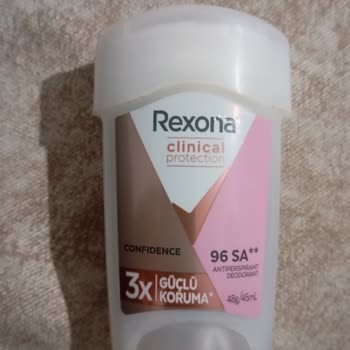 Rexona
clinical
protection
CONFIDENCE
96 SA**
ANTIPERSPIRANT
DEODORANT
3x GÜÇLÜ
KORUMA*
48g/45mL